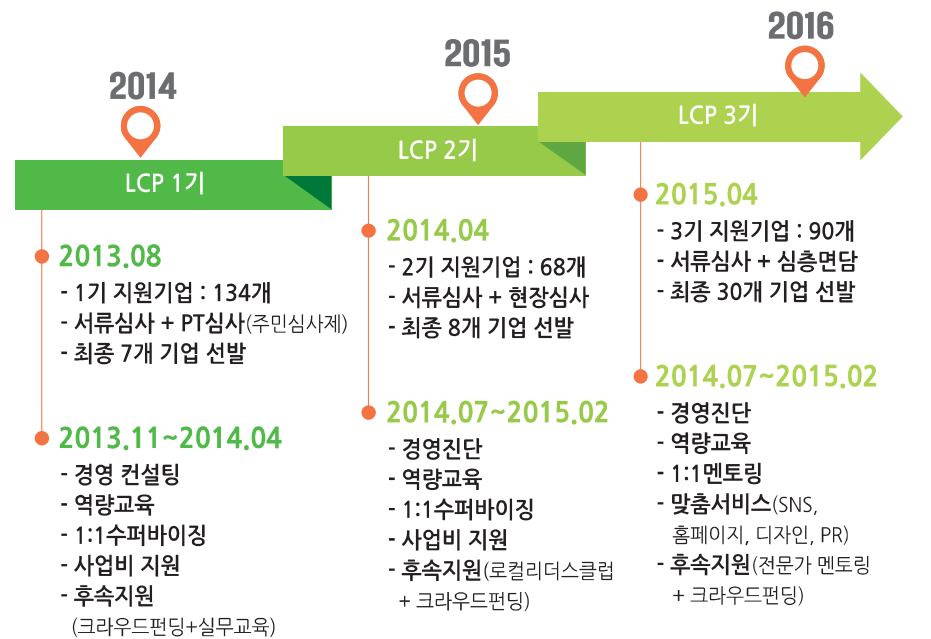 2014
LCP 1기
2013.08
- 1기 지원기업 : 134개
- 서류심사 + PT심사(주민심사제)
- 최종 7개 기업 선발
2013.11~2014.04
- 경영 컨설팅
- 역량교육
- 1:1수퍼바이징
- 사업비 지원
- 후속지원
(크라우드펀딩+실무교육)
2015
LCP 2기
2014.04
- 2기 지원기업 : 68개
- 서류심사 + 현장심사
- 최종 8개 기업 선발
2014.07~2015.02
- 경영진단
- 역량교육
- 1:1수퍼바이징
- 사업비 지원
- 후속지원(로컬리더스클럽
+ 크라우드펀딩)
2016
LCP 3기
2015.04
- 3기 지원기업 : 90개
- 서류심사 + 심층면담
- 최종 30개 기업 선발
2014.07~2015.02
- 경영진단
- 역량교육
- 1:1멘토링
- 맞춤서비스(SNS,
홈페이지, 디자인, PR)
- 후속지원(전문가 멘토링
+ 크라우드펀딩)